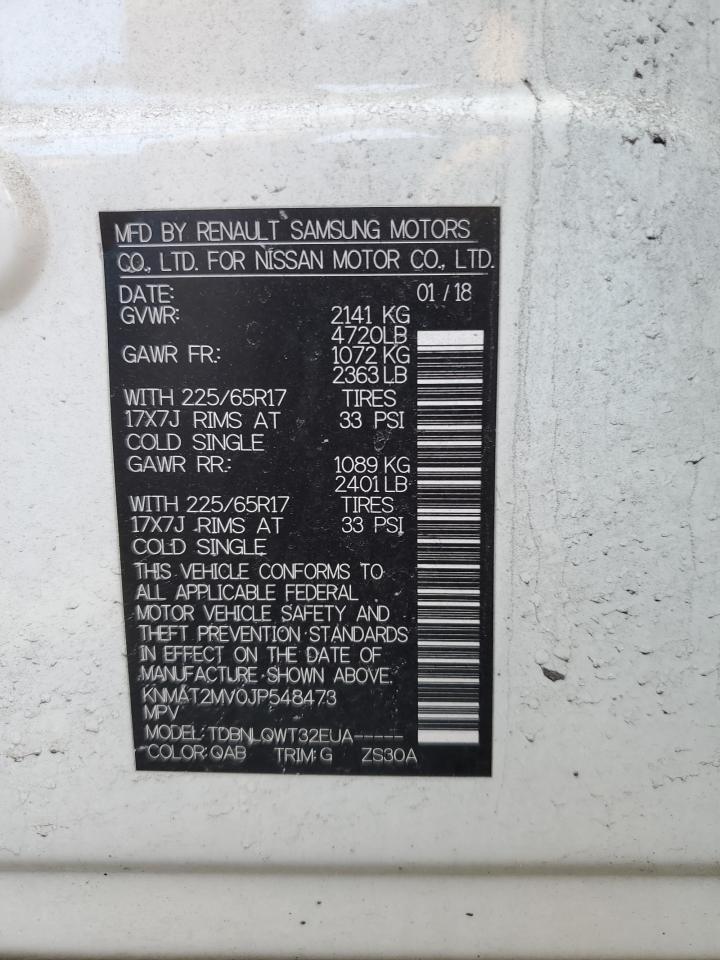 MFD BY RENAULT SAMSUNG MOTORS
CO., LTD. FOR NISSAN MOTOR CO., LTD.
DATE: 01 / 18
GVWR: 2141 KG
4720LB
GAWR FR: 1072 KG
2363 LB
WITH 225/65R17 TIRES
17X7J RIMS AT 33 PSI
COLD SINGLE
GAWR RR: 1089 KG
2401 LB
WITH 225/65R17 TIRES
17X7J RIMS AT 33 PSI
COLD SINGLE
THIS VEHICLE CONFORMS TO
ALL APPLICABLE FEDERAL
MOTOR VEHICLE SAFETY AND
THEFT PREVENTION STANDARDS
IN EFFECT ON THE DATE OF
MANUFACTURE SHOWN ABOVE.
KNMAT2MV0JP548473
MPV
MODEL: TDBNLQWT32EUA-----
COLOR: QAB TRIM: G ZS30A